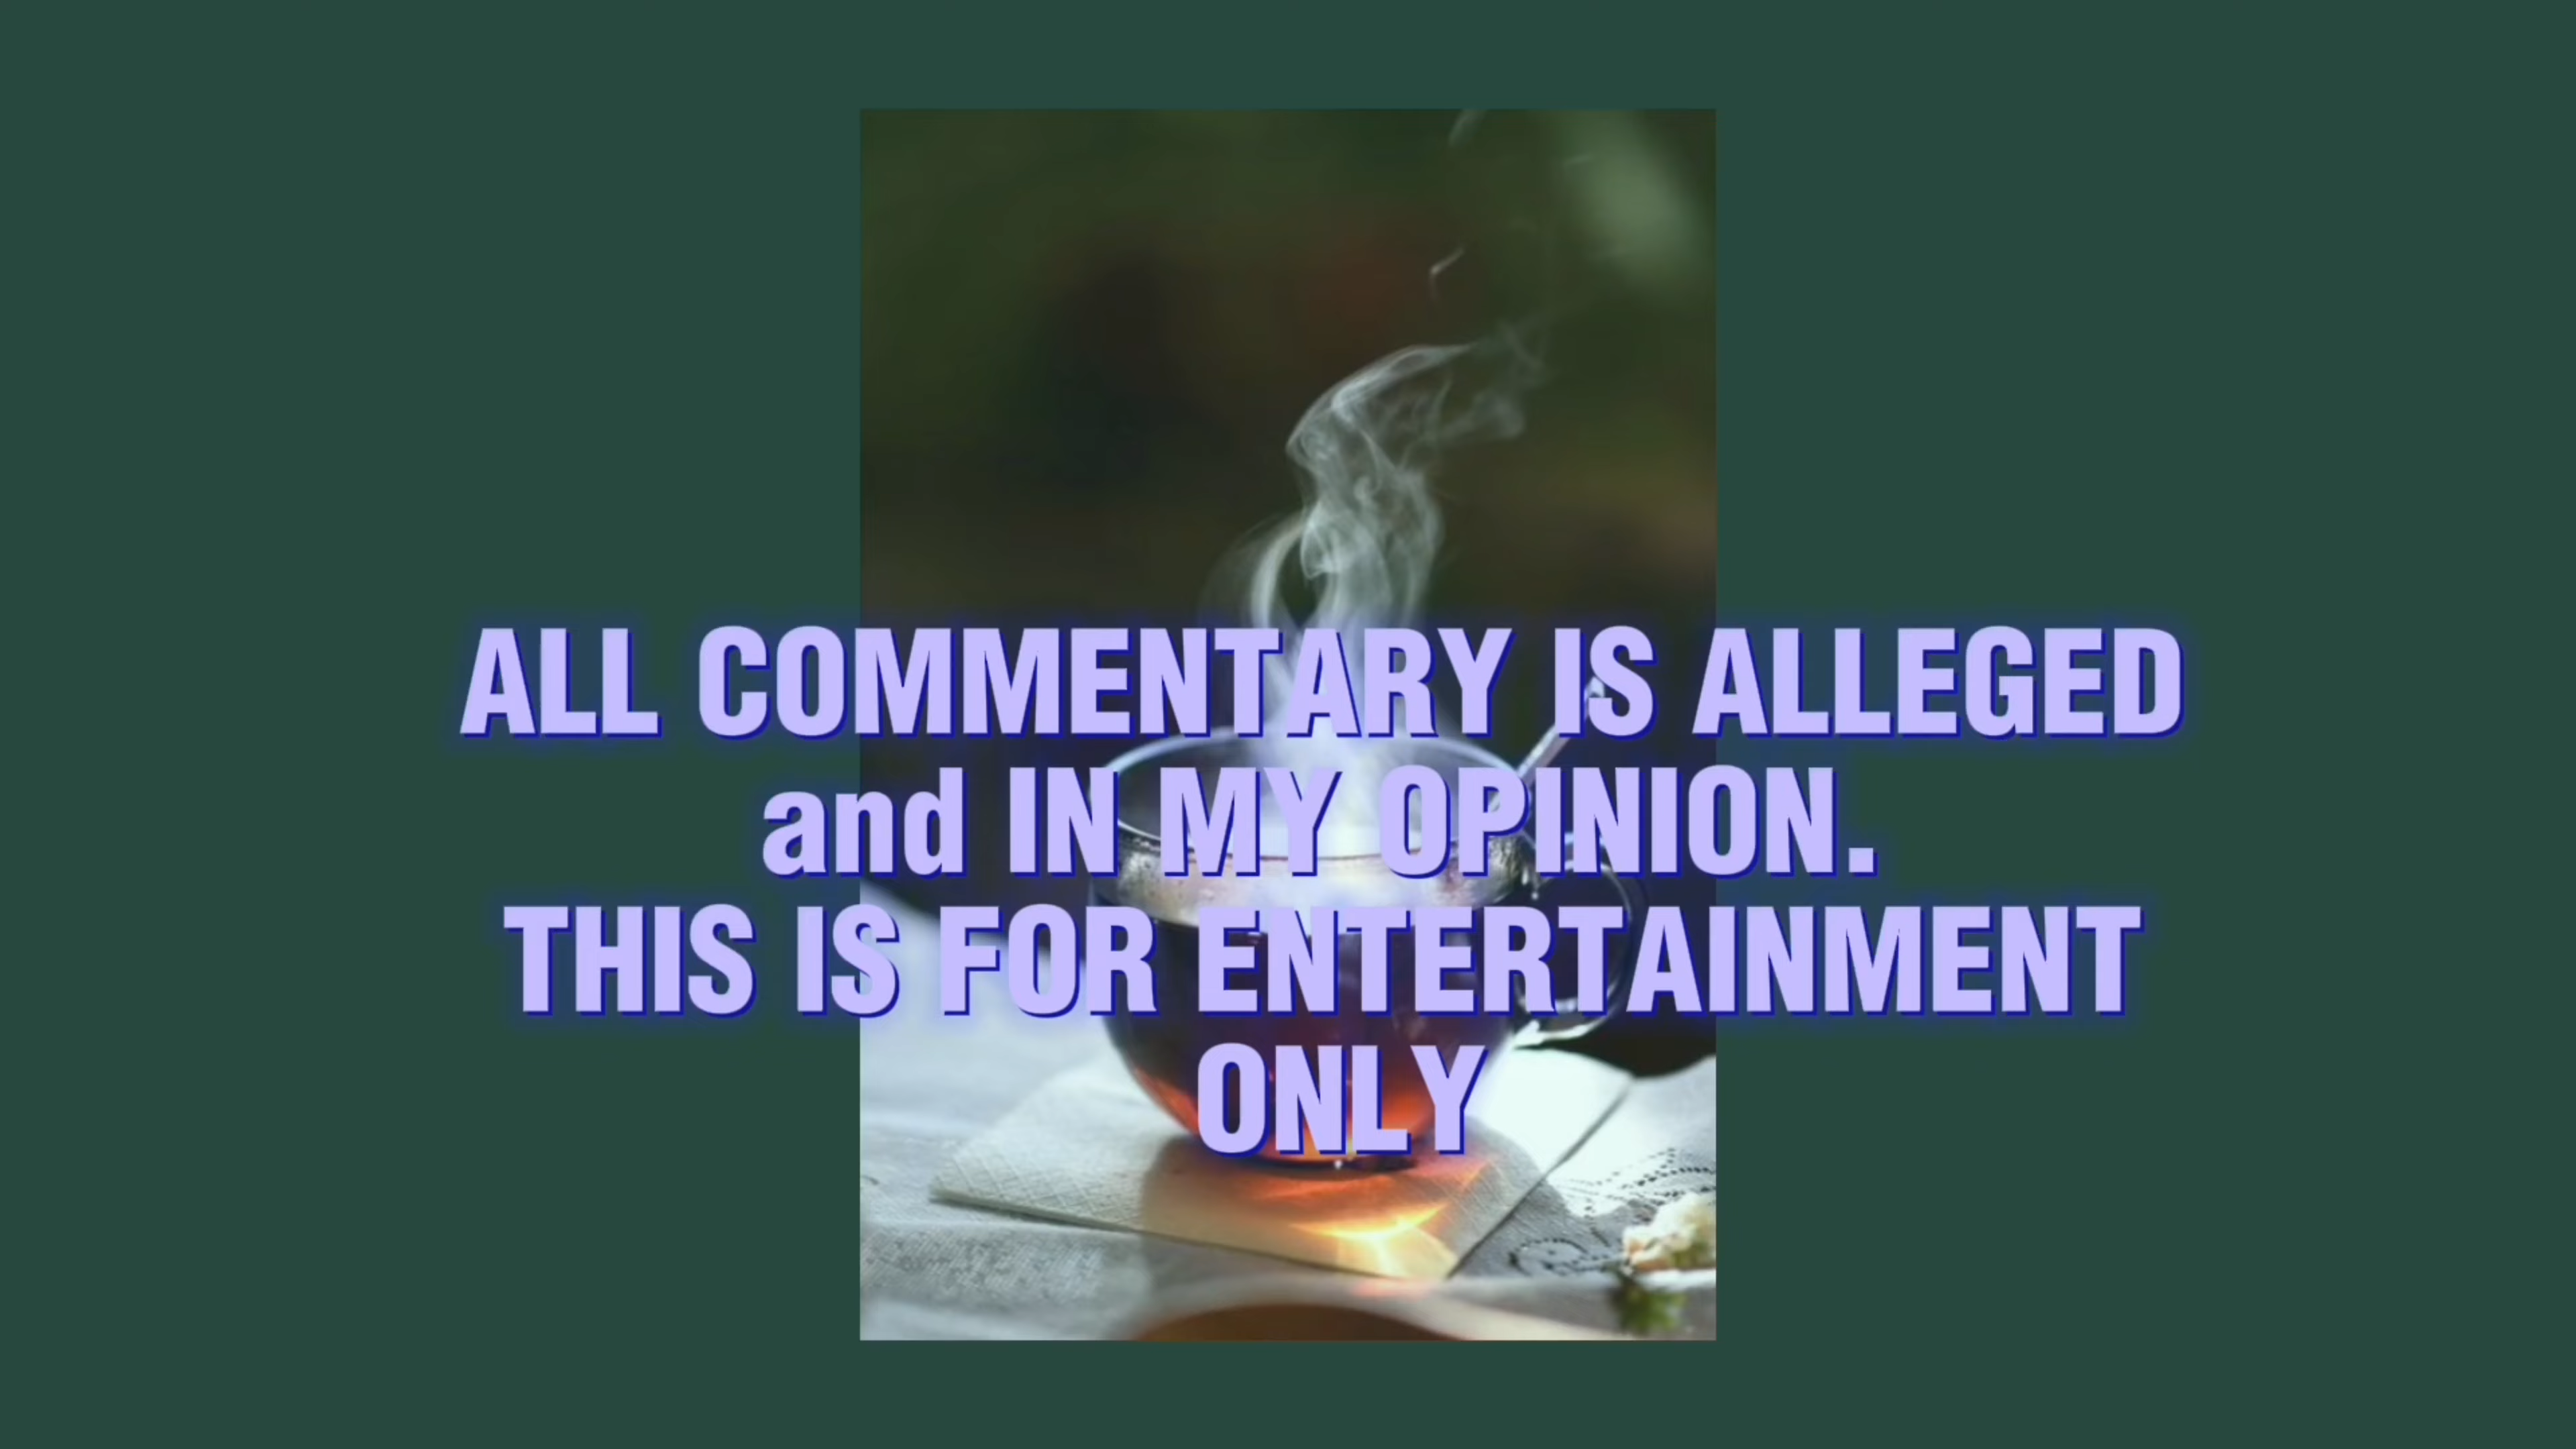 ALL COMMENTARY IS ALLEGED
and IN MY OPINION.
THIS IS FOR ENTERTAINMENT
ONLY